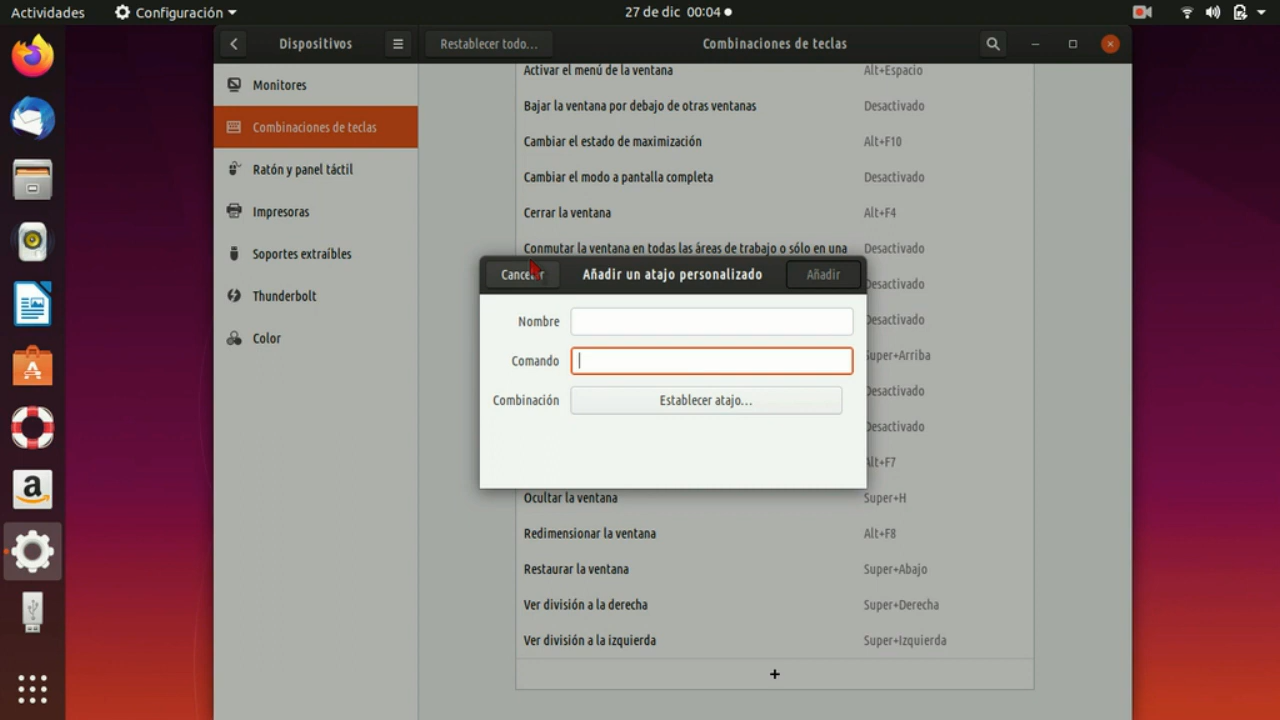 Actividades
Configuración
27 de dic 00:04
Dispositivos
Restablecer todo...
Combinaciones de teclas
Monitores
Combinaciones de teclas
Ratón y panel táctil
Impresoras
Soportes extraíbles
Thunderbolt
Color
Activar el menú de la ventana Alt+Espacio
Bajar la ventana por debajo de otras ventanas Desactivado
Cambiar el estado de maximización Alt+F10
Cambiar el modo a pantalla completa Desactivado
Cerrar la ventana Alt+F4
Conmutar la ventana en todas las áreas de trabajo o sólo en una Desactivado
Desactivado
Desactivado
Super+Arriba
Desactivado
Desactivado
Alt+F7
Ocultar la ventana Super+H
Redimensionar la ventana Alt+F8
Restaurar la ventana Super+Abajo
Ver división a la derecha Super+Derecha
Ver división a la izquierda Super+Izquierda
+
Cancelar
Añadir un atajo personalizado
Añadir
Nombre
Comando
Combinación
Establecer atajo...
a